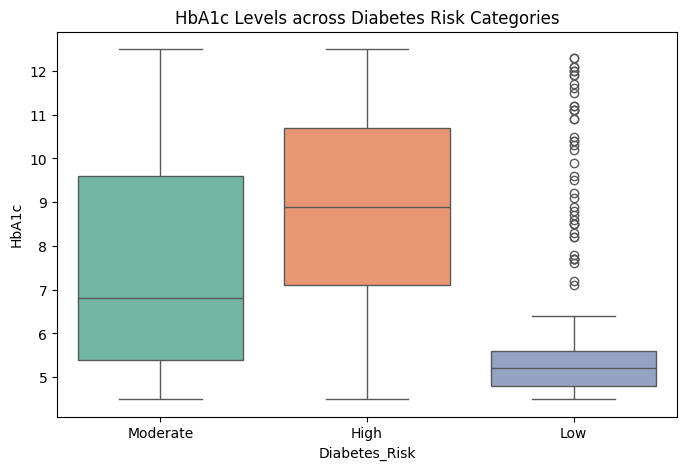 HbA1c Levels across Diabetes Risk Categories
12
11
10
9
8
7
6
5
HbA1c
Moderate High Low
Diabetes_Risk